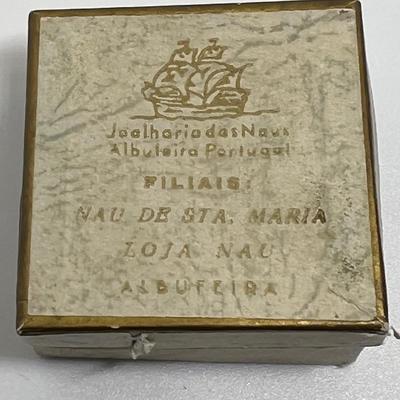 Joalharia das Naus
Albufeira Portugal
FILIAIS:
NAU DE STA. MARIA
LOJA NAU
ALBUFEIRA